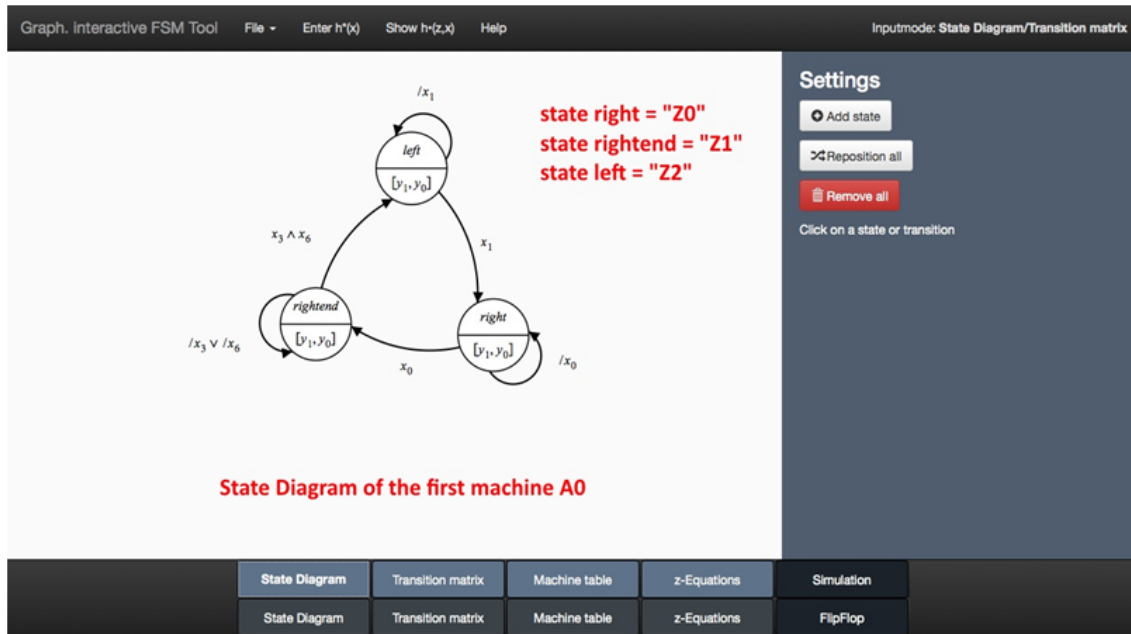 Graph. interactive FSM Tool File Enter h*(x) Show h*(z,x) Help Inputmode: State Diagram/Transition matrix
Settings
Add state
Reposition all
Remove all
Click on a state or transition
state right = "Z0"
state rightend = "Z1"
state left = "Z2"
/x₁
left
[y₁, y₀]
x₃ ∧ x₆
x₁
rightend
[y₁, y₀]
right
[y₁, y₀]
/x₃ ∨ /x₆
x₀
/x₀
State Diagram of the first machine A0
State Diagram Transition matrix Machine table z-Equations Simulation
State Diagram Transition matrix Machine table z-Equations FlipFlop